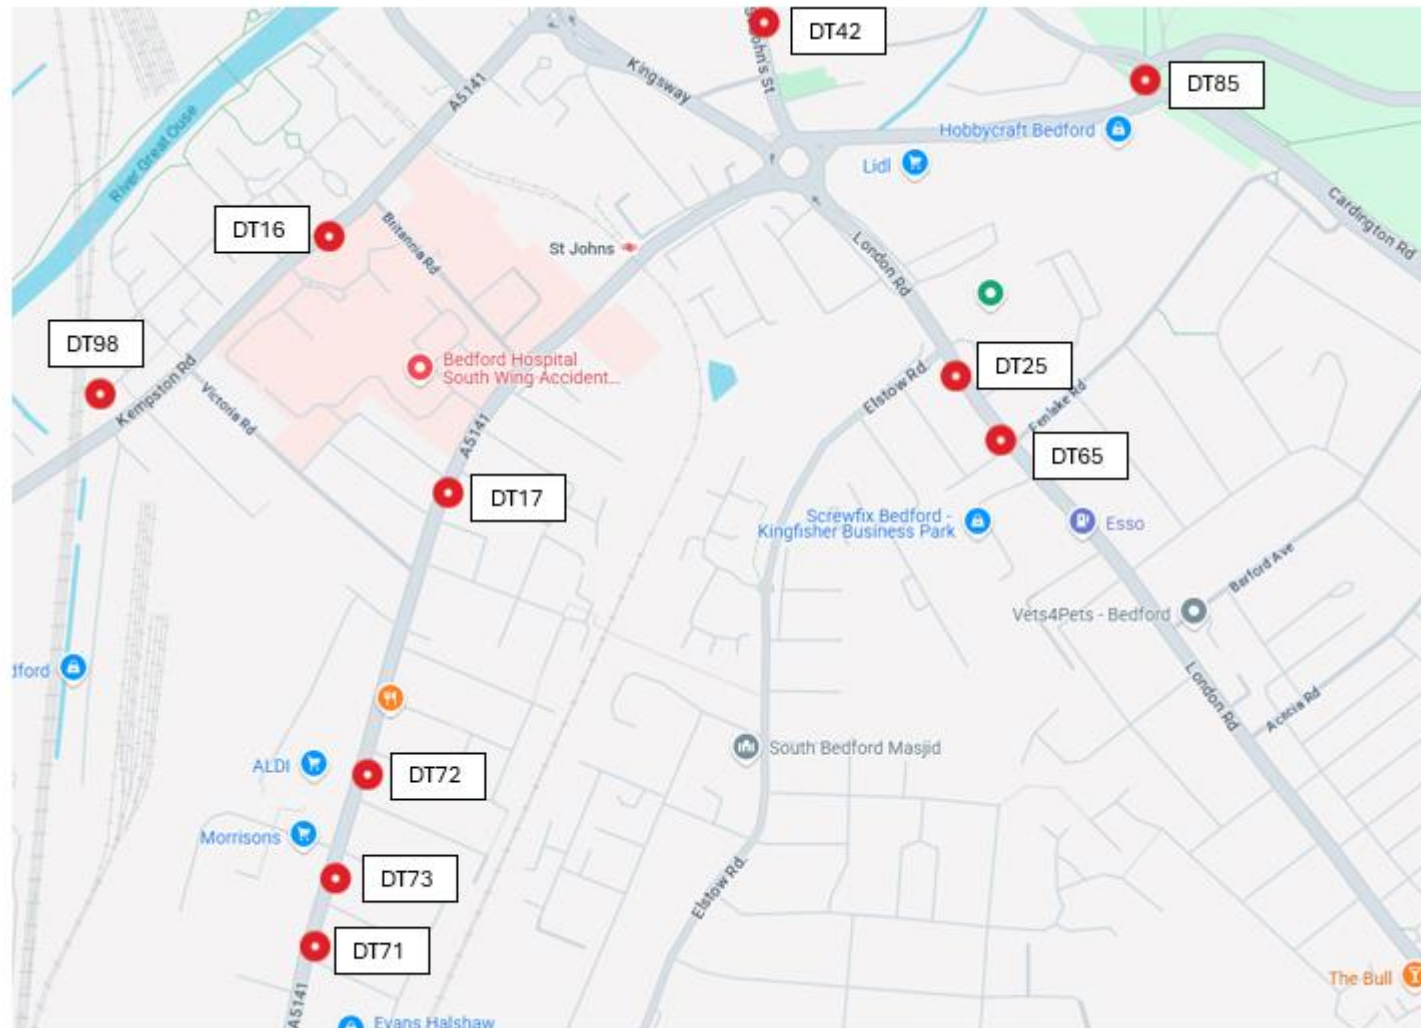 DT42
St John's St
Kingsway
A5141
DT85
Hobbycraft Bedford
Lidl
River Great Ouse
Cardington Rd
DT16
Britannia Rd
St Johns
London Rd
DT98
Bedford Hospital
South Wing Accident...
DT25
Elstow Rd
Kempston Rd
Victoria Rd
Fenlake Rd
A5141
DT65
DT17
Screwfix Bedford -
Kingfisher Business Park
Esso
Barford Ave
Vets4Pets - Bedford
dford
London Rd
Acacia Rd
South Bedford Masjid
ALDI
DT72
Morrisons
DT73
Elstow Rd
DT71
The Bull
A5141
Evans Halshaw